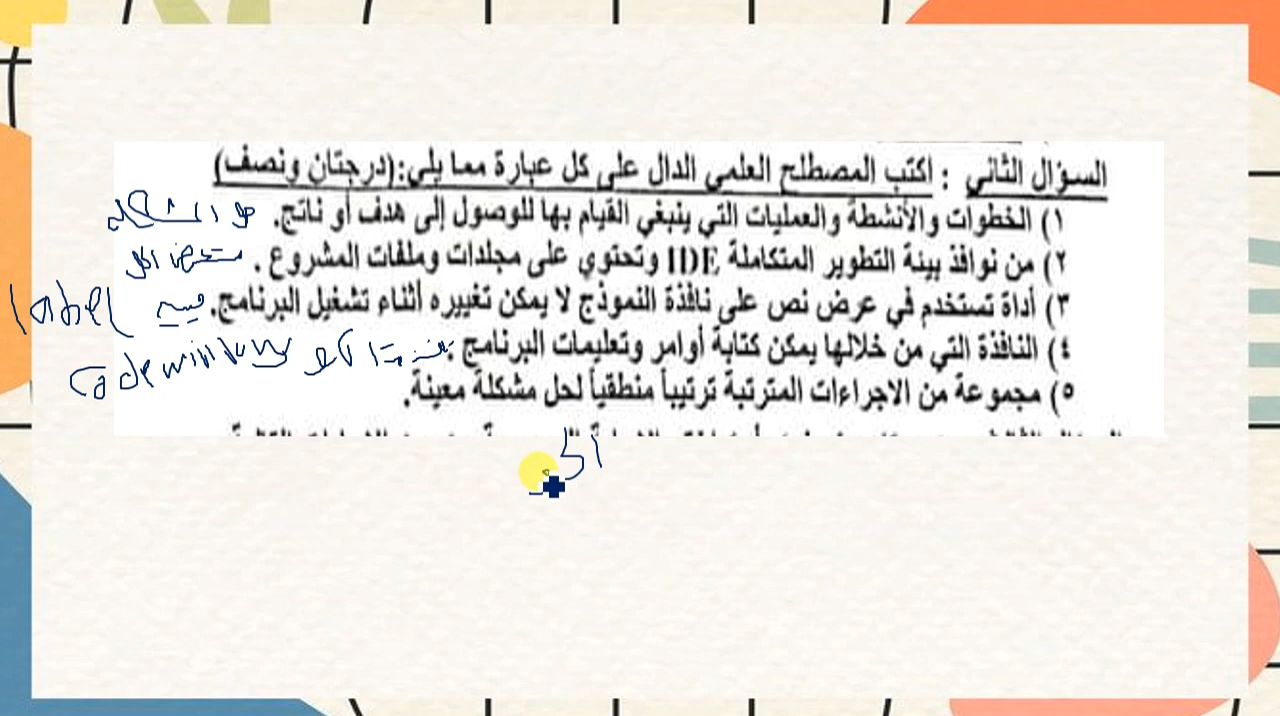 السؤال الثاني : اكتب المصطلح العلمي الدال على كل عبارة مما يلي:(درجتان ونصف)
١) الخطوات والأنشطة والعمليات التي ينبغي القيام بها للوصول إلى هدف أو ناتج. حل المشكلة
٢) من نوافذ بيئة التطوير المتكاملة IDE وتحتوي على مجلدات وملفات المشروع . مستعرض الحل
٣) أداة تستخدم في عرض نص على نافذة النموذج لا يمكن تغييره أثناء تشغيل البرنامج. label
٤) النافذة التي من خلالها يمكن كتابة أوامر وتعليمات البرنامج . code window
٥) مجموعة من الاجراءات المترتبة ترتيباً منطقياً لحل مشكلة معينة.